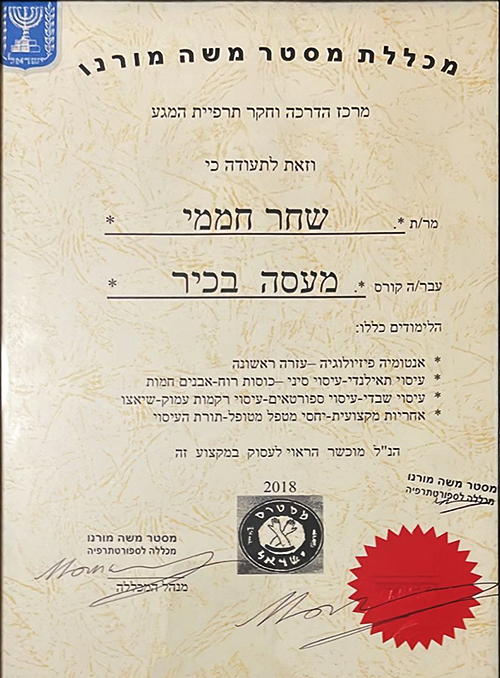 ישראל
מכללת מסטר משה מורנו
מרכז הדרכה וחקר תרפיית המגע
וזאת לתעודה כי
מר/ת *. שחר חממי *
עבר/ה קורס *. מעסה בכיר *
הלימודים כללו:
* אנטומיה פיזיולוגיה –עזרה ראשונה
* עיסוי תאילנדי-עיסוי סיני –כוסות רוח-אבנים חמות
* עיסוי שבדי-עיסוי ספורטאים-עיסוי רקמות עמוק-שיאצו
* אחריות מקצועית-יחסי מטפל מטופל-תורת העיסוי
הנ"ל מוכשר הראוי לעסוק במקצוע זה
מסטר משה מורנו
מכללה לספורטתרפיה
2018
מסטרס
ישראל
מסטר משה מורנו
מכללה לספורטתרפיה
מנהל המכללה